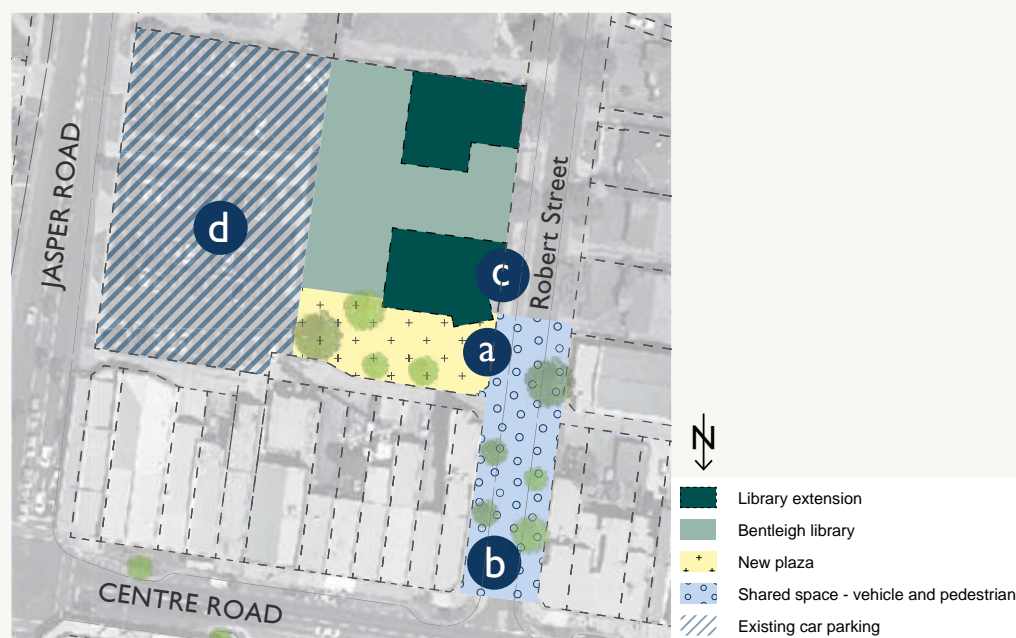 JASPER ROAD
d
c
Robert Street
a
b
CENTRE ROAD
N
Library extension
Bentleigh library
New plaza
Shared space - vehicle and pedestrian
Existing car parking